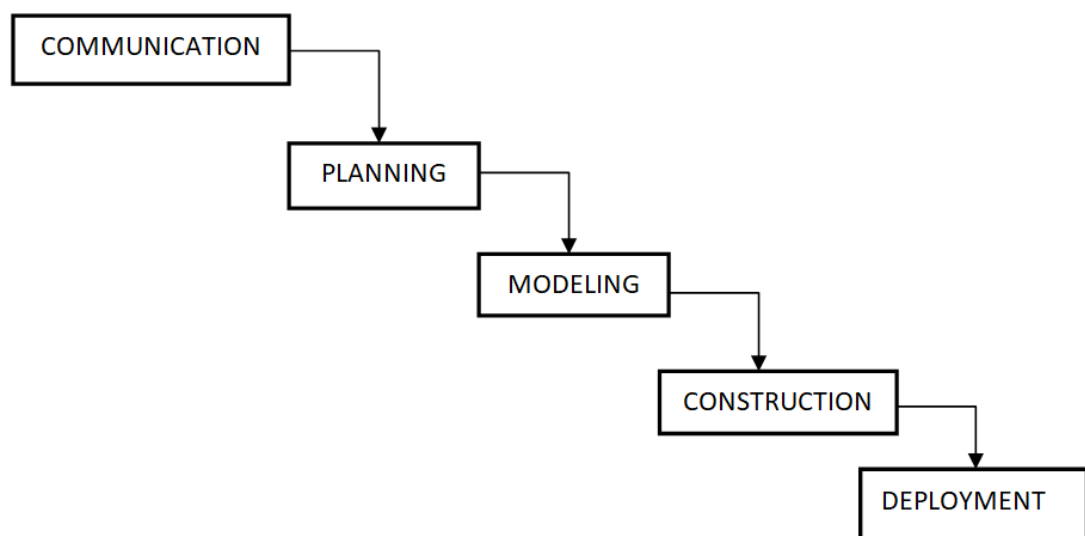 COMMUNICATION
PLANNING
MODELING
CONSTRUCTION
DEPLOYMENT